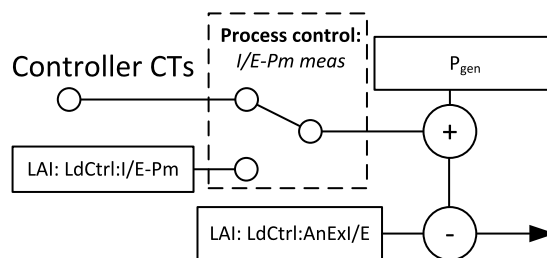 Process control:
I/E-Pm meas
Controller CTs
Pgen
+
LAI: LdCtrl:I/E-Pm
LAI: LdCtrl:AnExI/E
-